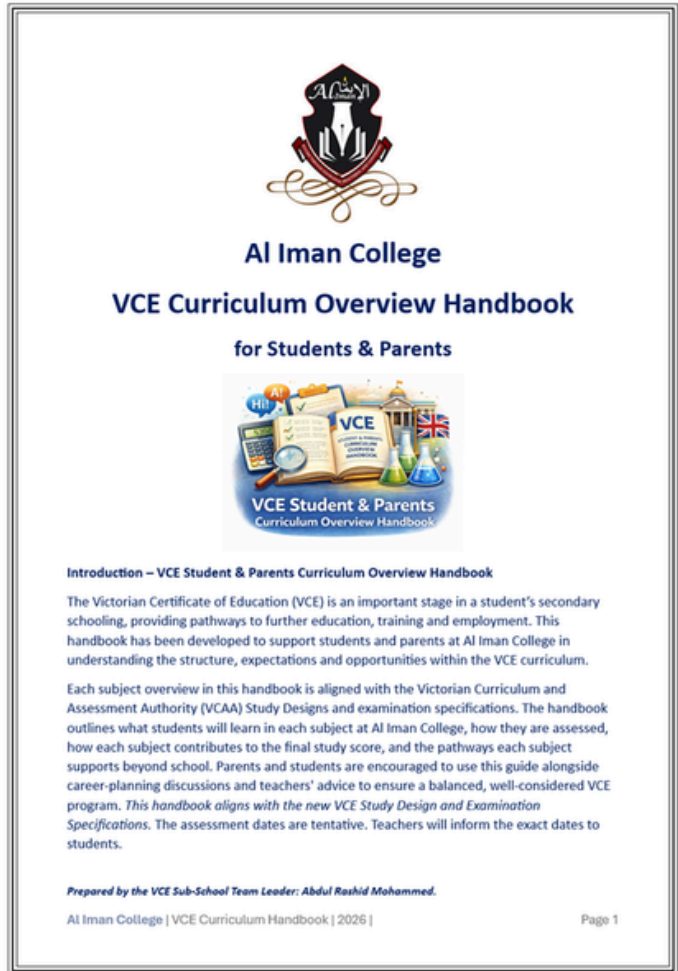 Al الإيمان
Iman
Al Iman College
VCE Curriculum Overview Handbook
for Students & Parents
Hi!
A!
VCE
STUDENT & PARENTS
CURRICULUM
OVERVIEW
HANDBOOK
VCE Student & Parents
Curriculum Overview Handbook
Introduction – VCE Student & Parents Curriculum Overview Handbook
The Victorian Certificate of Education (VCE) is an important stage in a student's secondary
schooling, providing pathways to further education, training and employment. This
handbook has been developed to support students and parents at Al Iman College in
understanding the structure, expectations and opportunities within the VCE curriculum.
Each subject overview in this handbook is aligned with the Victorian Curriculum and
Assessment Authority (VCAA) Study Designs and examination specifications. The handbook
outlines what students will learn in each subject at Al Iman College, how they are assessed,
how each subject contributes to the final study score, and the pathways each subject
supports beyond school. Parents and students are encouraged to use this guide alongside
career-planning discussions and teachers' advice to ensure a balanced, well-considered VCE
program. This handbook aligns with the new VCE Study Design and Examination
Specifications. The assessment dates are tentative. Teachers will inform the exact dates to
students.
Prepared by the VCE Sub-School Team Leader: Abdul Rashid Mohammed.
Al Iman College | VCE Curriculum Handbook | 2026 |
Page 1